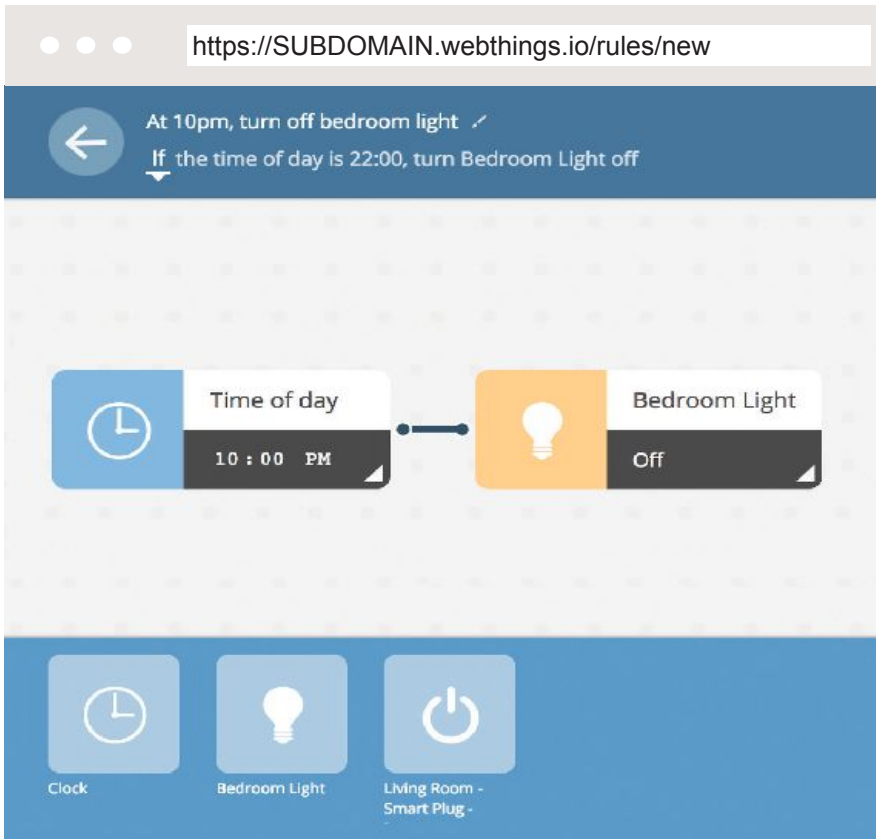 https://SUBDOMAIN.webthings.io/rules/new
At 10pm, turn off bedroom light
If the time of day is 22:00, turn Bedroom Light off
Time of day
10:00 PM
Bedroom Light
Off
Clock
Bedroom Light
Living Room -
Smart Plug -